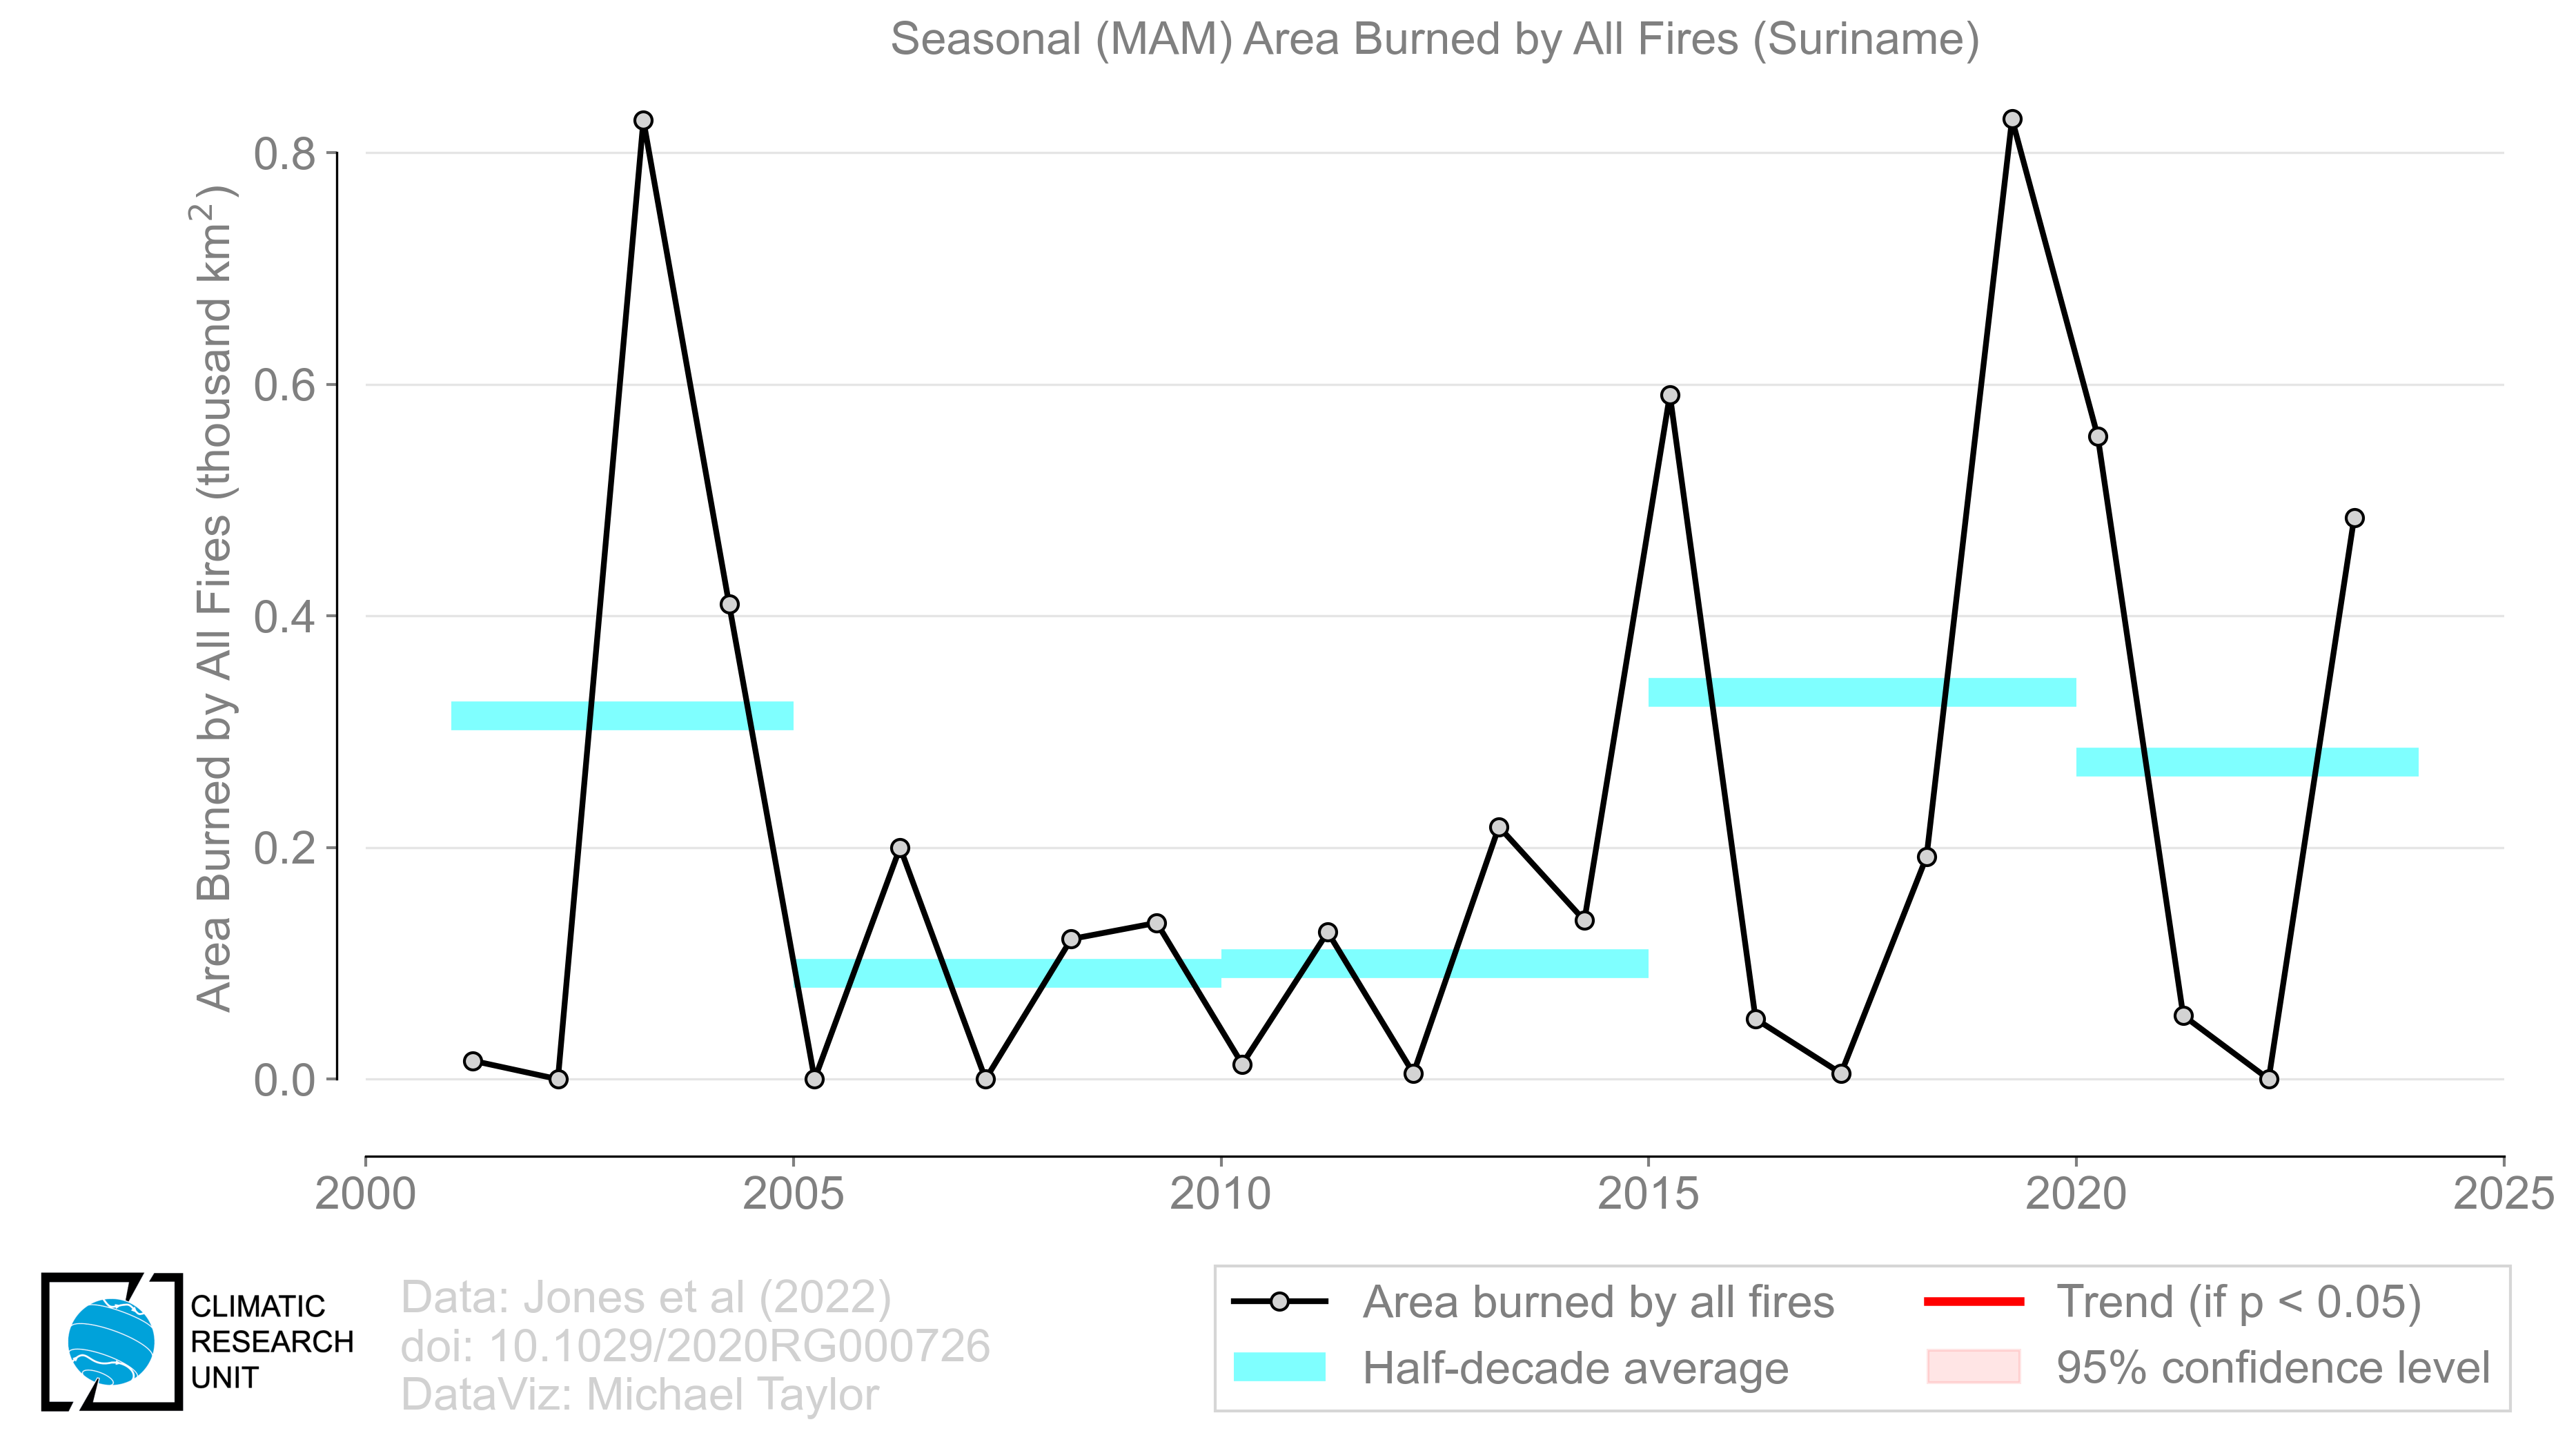 Seasonal (MAM) Area Burned by All Fires (Suriname)
Area Burned by All Fires (thousand km²)
0.8
0.6
0.4
0.2
0.0
2000
2005
2010
2015
2020
2025
CLIMATIC
RESEARCH
UNIT
Data: Jones et al (2022)
doi: 10.1029/2020RG000726
DataViz: Michael Taylor
Area burned by all fires
Half-decade average
Trend (if p < 0.05)
95% confidence level